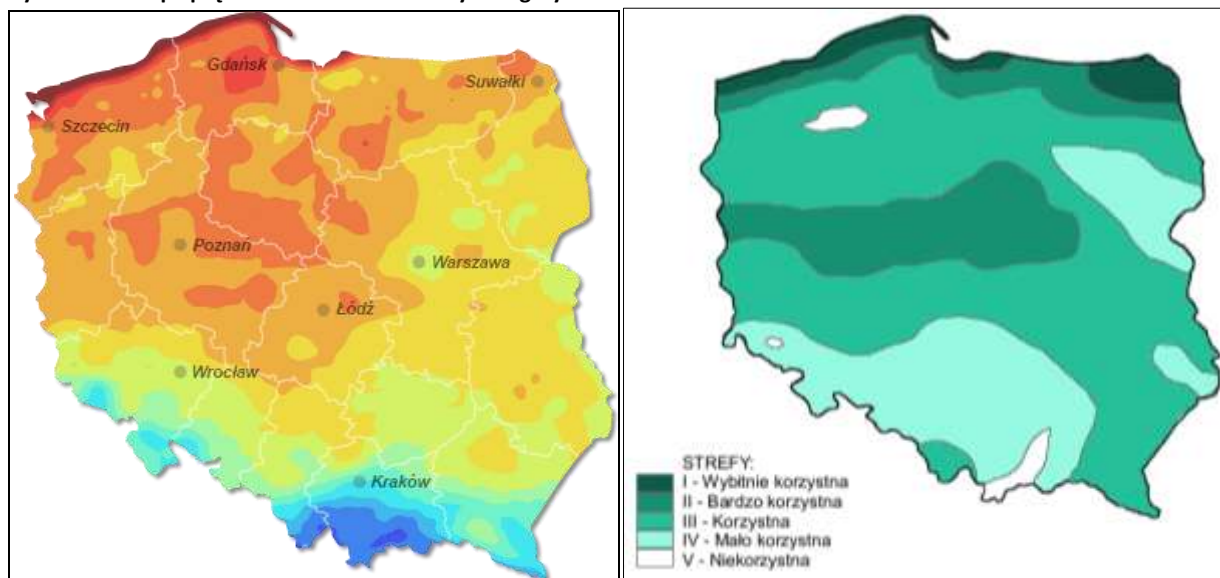 Gdańsk
Suwałki
Szczecin
Poznań
Warszawa
Łódź
Wrocław
Kraków
STREFY:
I - Wybitnie korzystna
II - Bardzo korzystna
III - Korzystna
IV - Mało korzystna
V - Niekorzystna